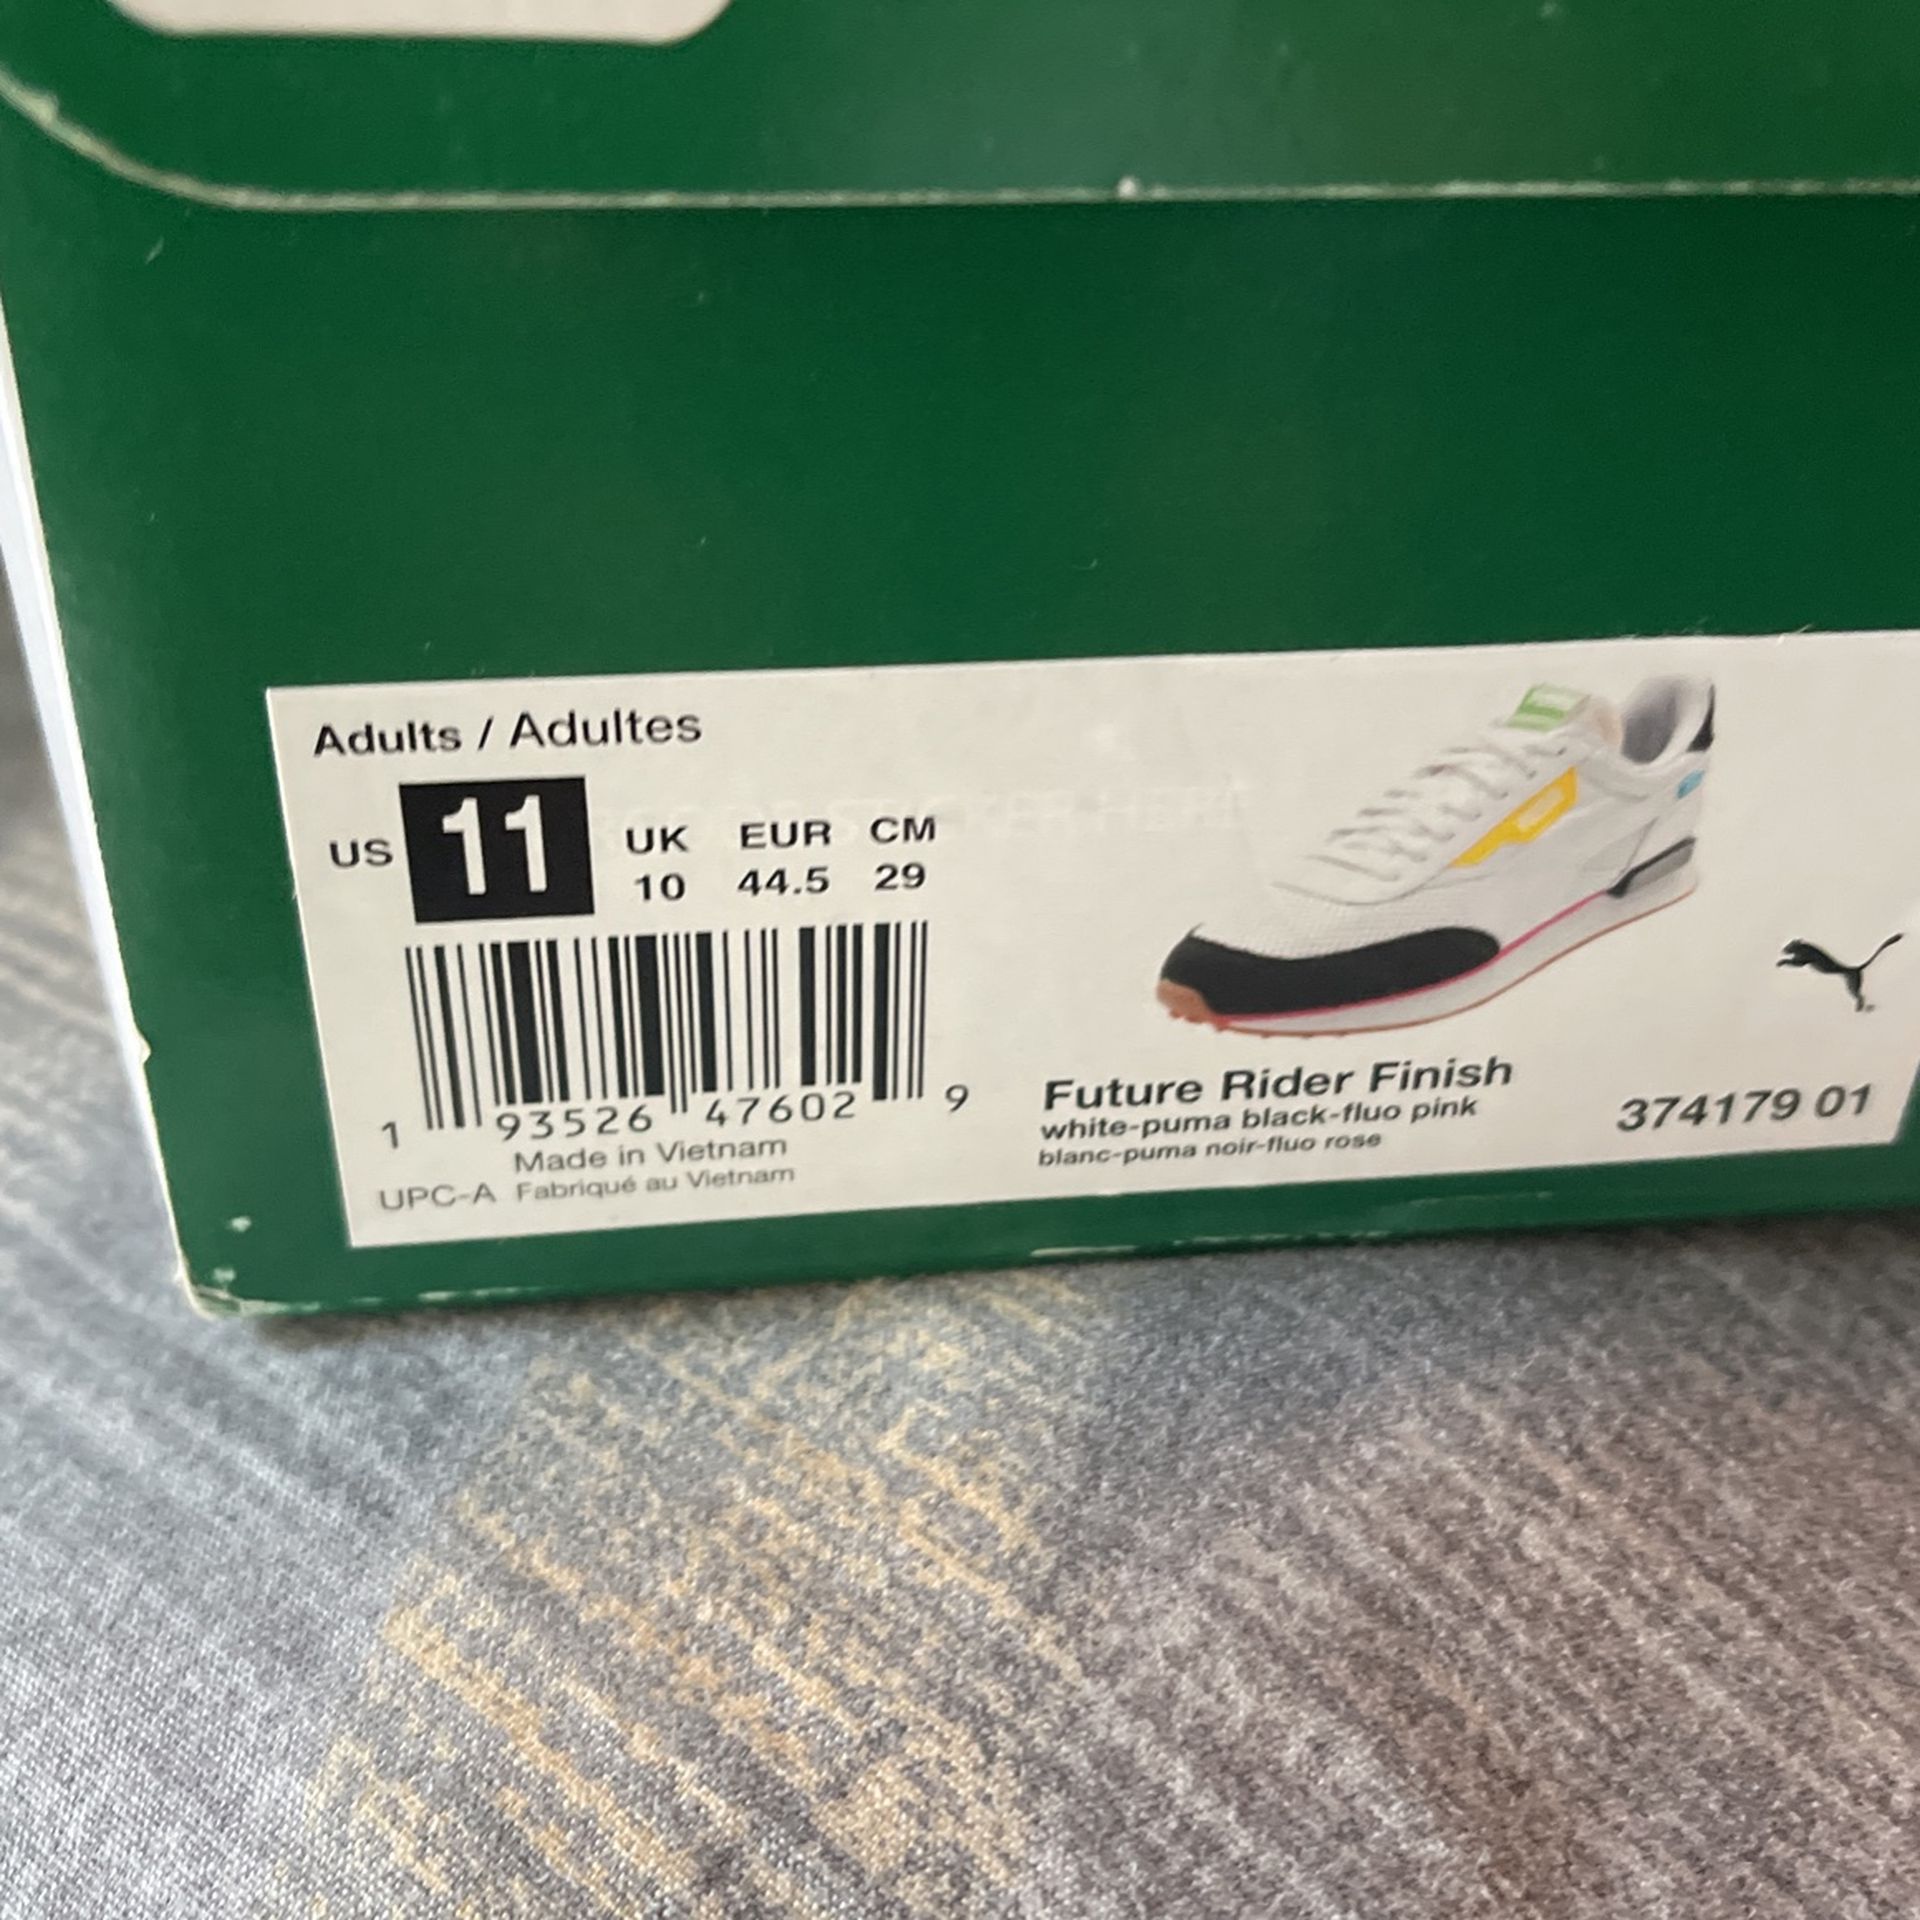 Adults / Adultes
US 11 UK 10 EUR 44.5 CM 29
1 93526 47602 9
Made in Vietnam
UPC-A Fabriqué au Vietnam
Future Rider Finish
white-puma black-fluo pink
blanc-puma noir-fluo rose
374179 01